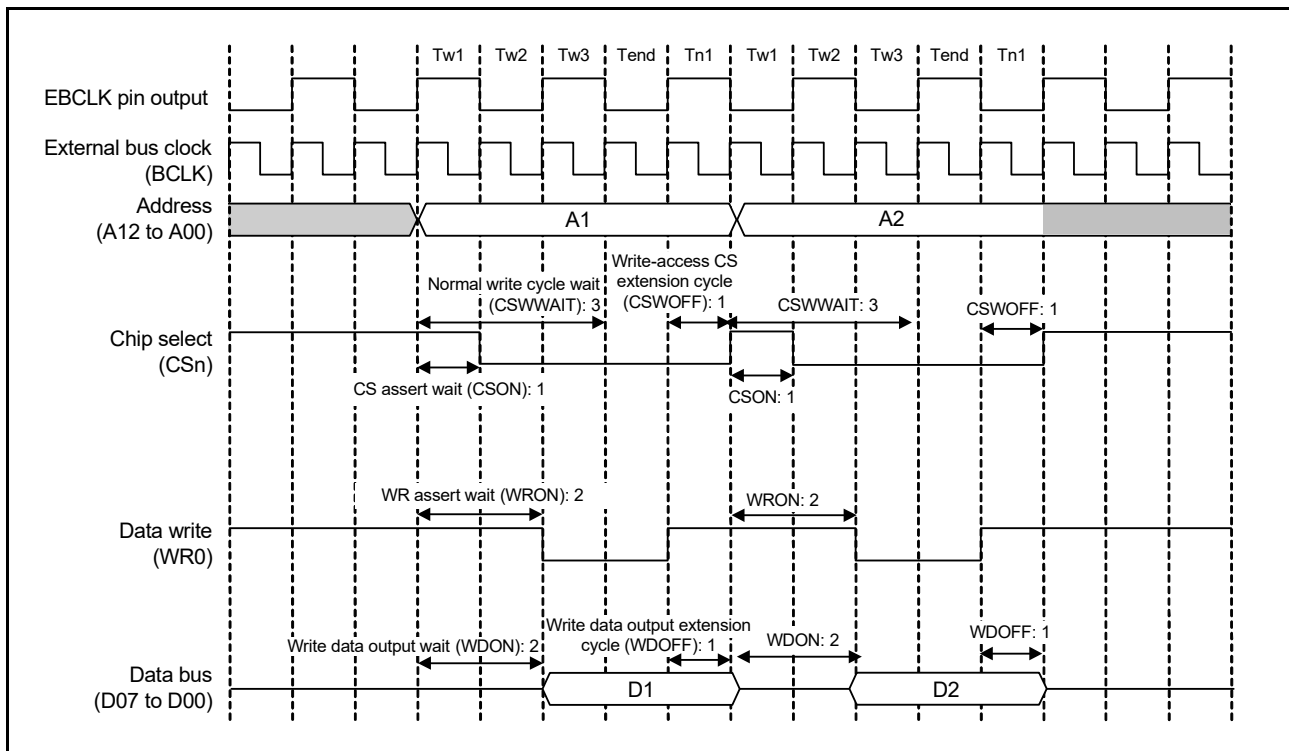 Tw1 Tw2 Tw3 Tend Tn1 Tw1 Tw2 Tw3 Tend Tn1
EBCLK pin output
External bus clock
(BCLK)
Address
(A12 to A00)
A1 A2
Normal write cycle wait
(CSWWAIT): 3
Write-access CS
extension cycle
(CSWOFF): 1
CSWWAIT: 3
CSWOFF: 1
Chip select
(CSn)
CS assert wait (CSON): 1
CSON: 1
WR assert wait (WRON): 2
WRON: 2
Data write
(WR0)
Write data output wait (WDON): 2
Write data output extension
cycle (WDOFF): 1
WDON: 2
WDOFF: 1
Data bus
(D07 to D00)
D1 D2